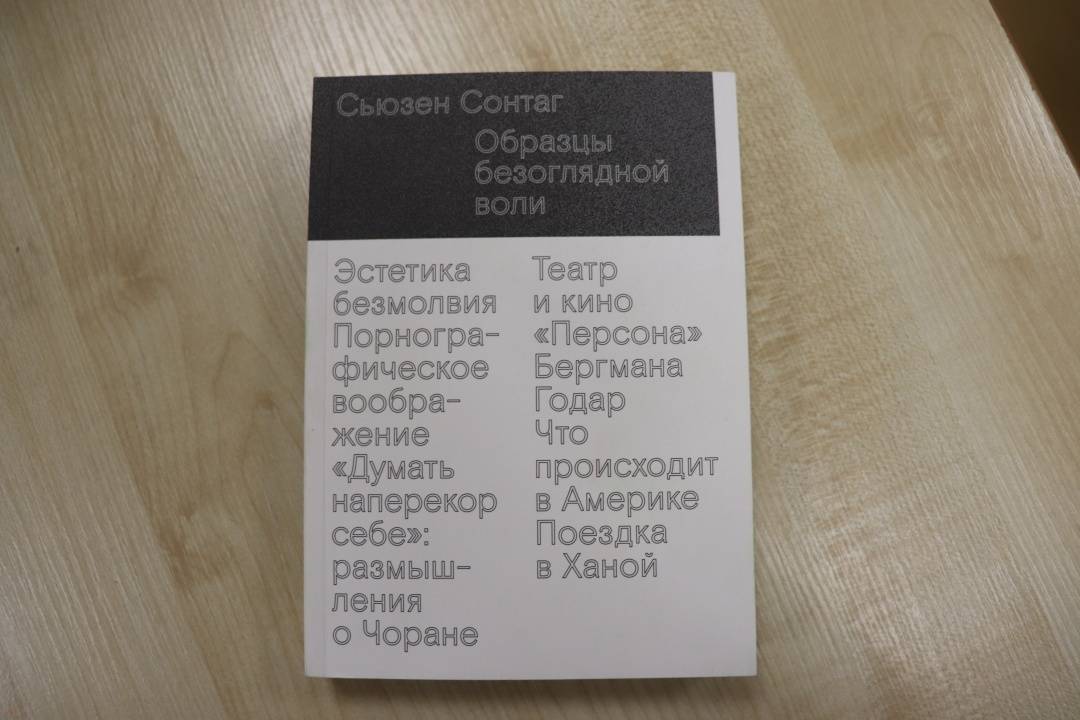 Сьюзен Сонтаг
Образцы
безоглядной
воли
Эстетика
безмолвия
Порногра-
фическое
вообра-
жение
«Думать
наперекор
себе»:
размыш-
ления
о Чоране
Театр
и кино
«Персона»
Бергмана
Годар
Что
происходит
в Америке
Поездка
в Ханой